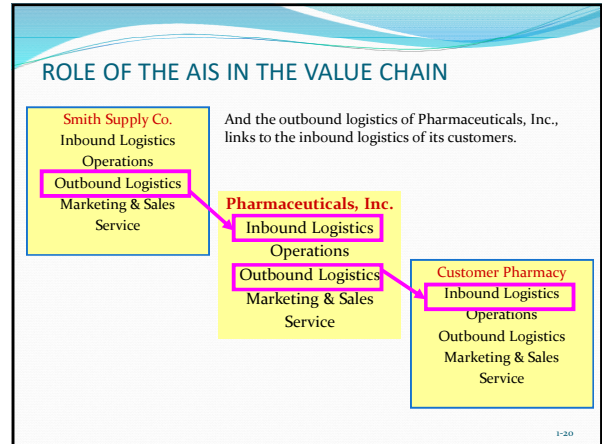 ROLE OF THE AIS IN THE VALUE CHAIN
Smith Supply Co.
Inbound Logistics
Operations
Outbound Logistics
Marketing & Sales
Service
And the outbound logistics of Pharmaceuticals, Inc.,
links to the inbound logistics of its customers.
Pharmaceuticals, Inc.
Inbound Logistics
Operations
Outbound Logistics
Marketing & Sales
Service
Customer Pharmacy
Inbound Logistics
Operations
Outbound Logistics
Marketing & Sales
Service
1-20